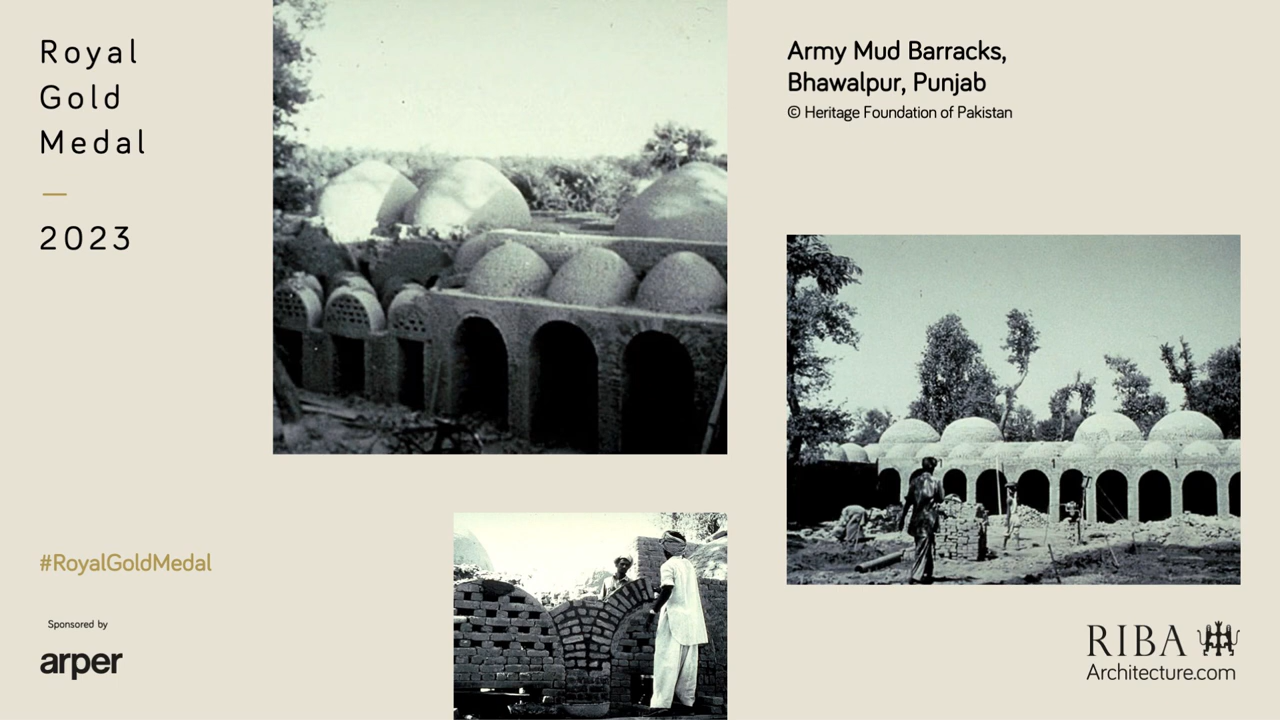 Royal
Gold
Medal
—
2023
#RoyalGoldMedal
Sponsored by
arper
Army Mud Barracks,
Bhawalpur, Punjab
© Heritage Foundation of Pakistan
RIBA
Architecture.com